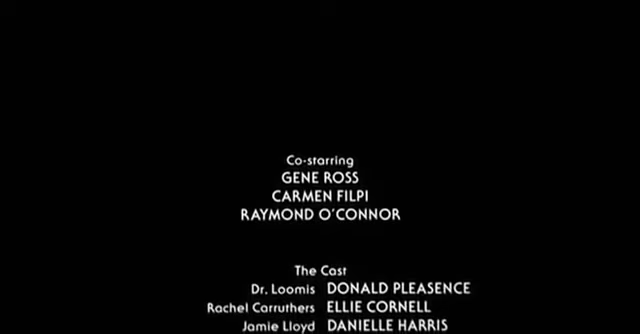 Co-starring
GENE ROSS
CARMEN FILPI
RAYMOND O'CONNOR
The Cast
Dr. Loomis DONALD PLEASENCE
Rachel Carruthers ELLIE CORNELL
Jamie Lloyd DANIELLE HARRIS